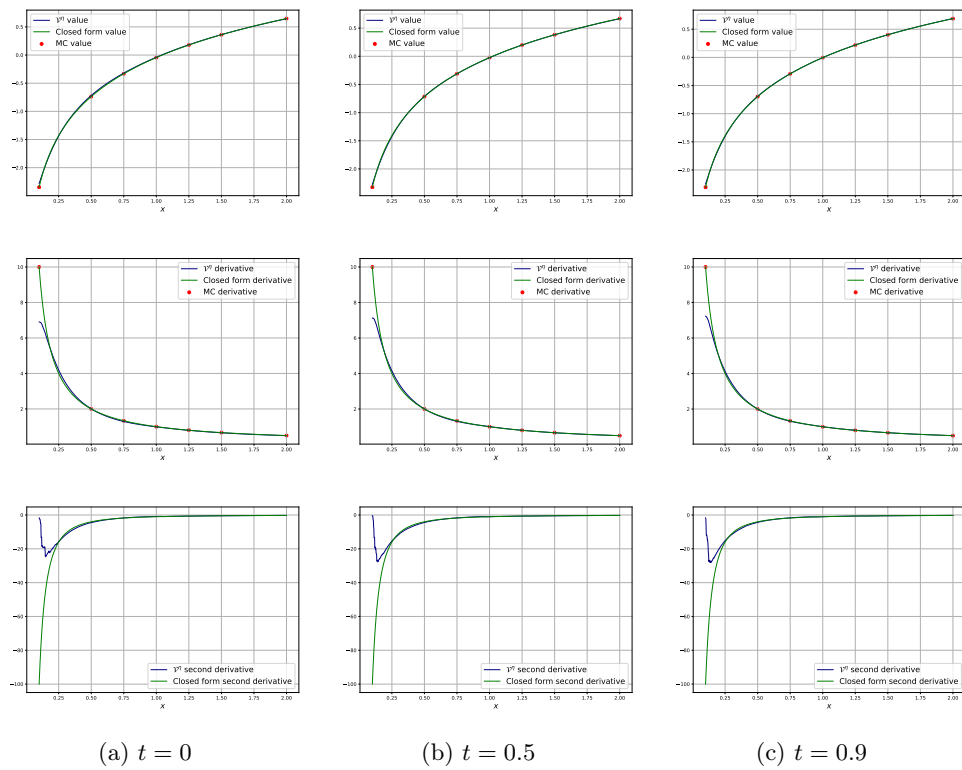 𝒱^η value
Closed form value
MC value
0.5
0.0
−0.5
−1.0
−1.5
−2.0
0.25 0.50 0.75 1.00 1.25 1.50 1.75 2.00
x
𝒱^η value
Closed form value
MC value
0.5
0.0
−0.5
−1.0
−1.5
−2.0
0.25 0.50 0.75 1.00 1.25 1.50 1.75 2.00
x
𝒱^η value
Closed form value
MC value
0.5
0.0
−0.5
−1.0
−1.5
−2.0
0.25 0.50 0.75 1.00 1.25 1.50 1.75 2.00
x
𝒱^η derivative
Closed form derivative
MC derivative
10
8
6
4
2
0.25 0.50 0.75 1.00 1.25 1.50 1.75 2.00
x
𝒱^η derivative
Closed form derivative
MC derivative
10
8
6
4
2
0.25 0.50 0.75 1.00 1.25 1.50 1.75 2.00
x
𝒱^η derivative
Closed form derivative
MC derivative
10
8
6
4
2
0.25 0.50 0.75 1.00 1.25 1.50 1.75 2.00
x
0
−20
−40
−60
−80
−100
𝒱^η second derivative
Closed form second derivative
0.25 0.50 0.75 1.00 1.25 1.50 1.75 2.00
x
0
−20
−40
−60
−80
−100
𝒱^η second derivative
Closed form second derivative
0.25 0.50 0.75 1.00 1.25 1.50 1.75 2.00
x
0
−20
−40
−60
−80
−100
𝒱^η second derivative
Closed form second derivative
0.25 0.50 0.75 1.00 1.25 1.50 1.75 2.00
x
(a) t = 0
(b) t = 0.5
(c) t = 0.9